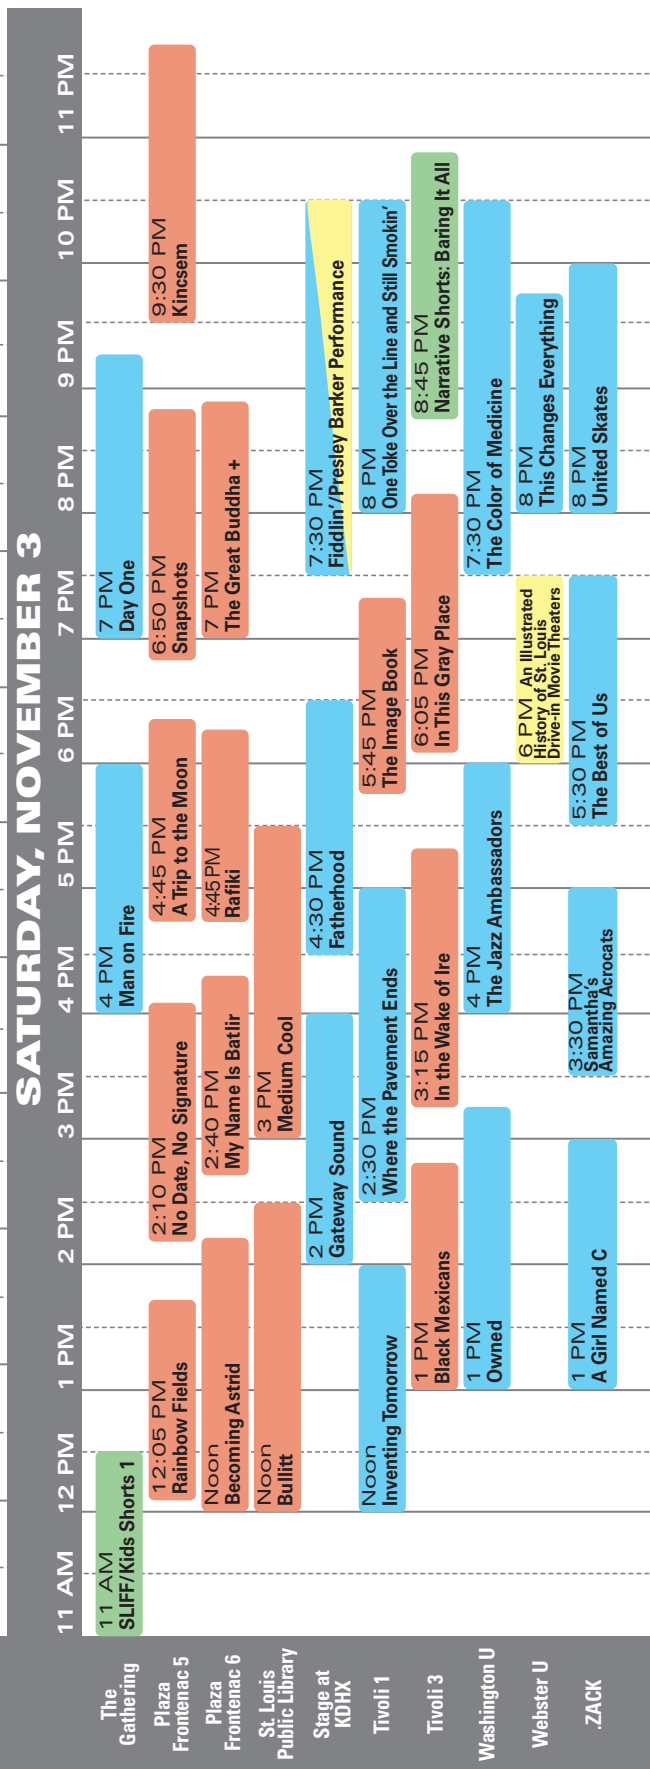 SATURDAY, NOVEMBER 3
11 AM
12 PM
1 PM
2 PM
3 PM
4 PM
5 PM
6 PM
7 PM
8 PM
9 PM
10 PM
11 PM
The
Gathering
11 AM
SLIFF/Kids Shorts 1
4 PM
Man on Fire
7 PM
Day One
Plaza
Frontenac 5
12:05 PM
Rainbow Fields
2:10 PM
No Date, No Signature
4:45 PM
A Trip to the Moon
6:50 PM
Snapshots
9:30 PM
Kincsem
Plaza
Frontenac 6
Noon
Becoming Astrid
2:40 PM
My Name Is Batlir
4:45 PM
Rafiki
7 PM
The Great Buddha +
St. Louis
Public Library
Noon
Bullitt
3 PM
Medium Cool
Stage at
KDHX
2 PM
Gateway Sound
4:30 PM
Fatherhood
7:30 PM
Fiddlin'/Presley Barker Performance
Tivoli 1
Noon
Inventing Tomorrow
2:30 PM
Where the Pavement Ends
5:45 PM
The Image Book
8 PM
One Toke Over the Line and Still Smokin'
Tivoli 3
1 PM
Black Mexicans
3:15 PM
In the Wake of Ire
6:05 PM
In This Gray Place
8:45 PM
Narrative Shorts: Baring It All
Washington U
1 PM
Owned
4 PM
The Jazz Ambassadors
7:30 PM
The Color of Medicine
Webster U
6 PM An Illustrated
History of St. Louis
Drive-in Movie Theaters
8 PM
This Changes Everything
.ZACK
1 PM
A Girl Named C
3:30 PM
Samantha's
Amazing Acrocats
5:30 PM
The Best of Us
8 PM
United Skates